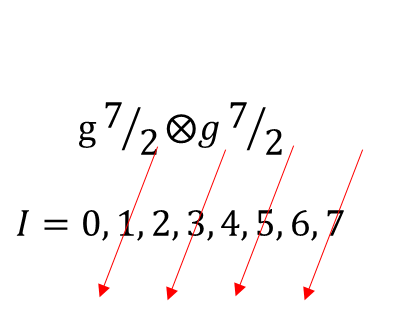 g 7/2 ⊗ g 7/2
I = 0, 1, 2, 3, 4, 5, 6, 7